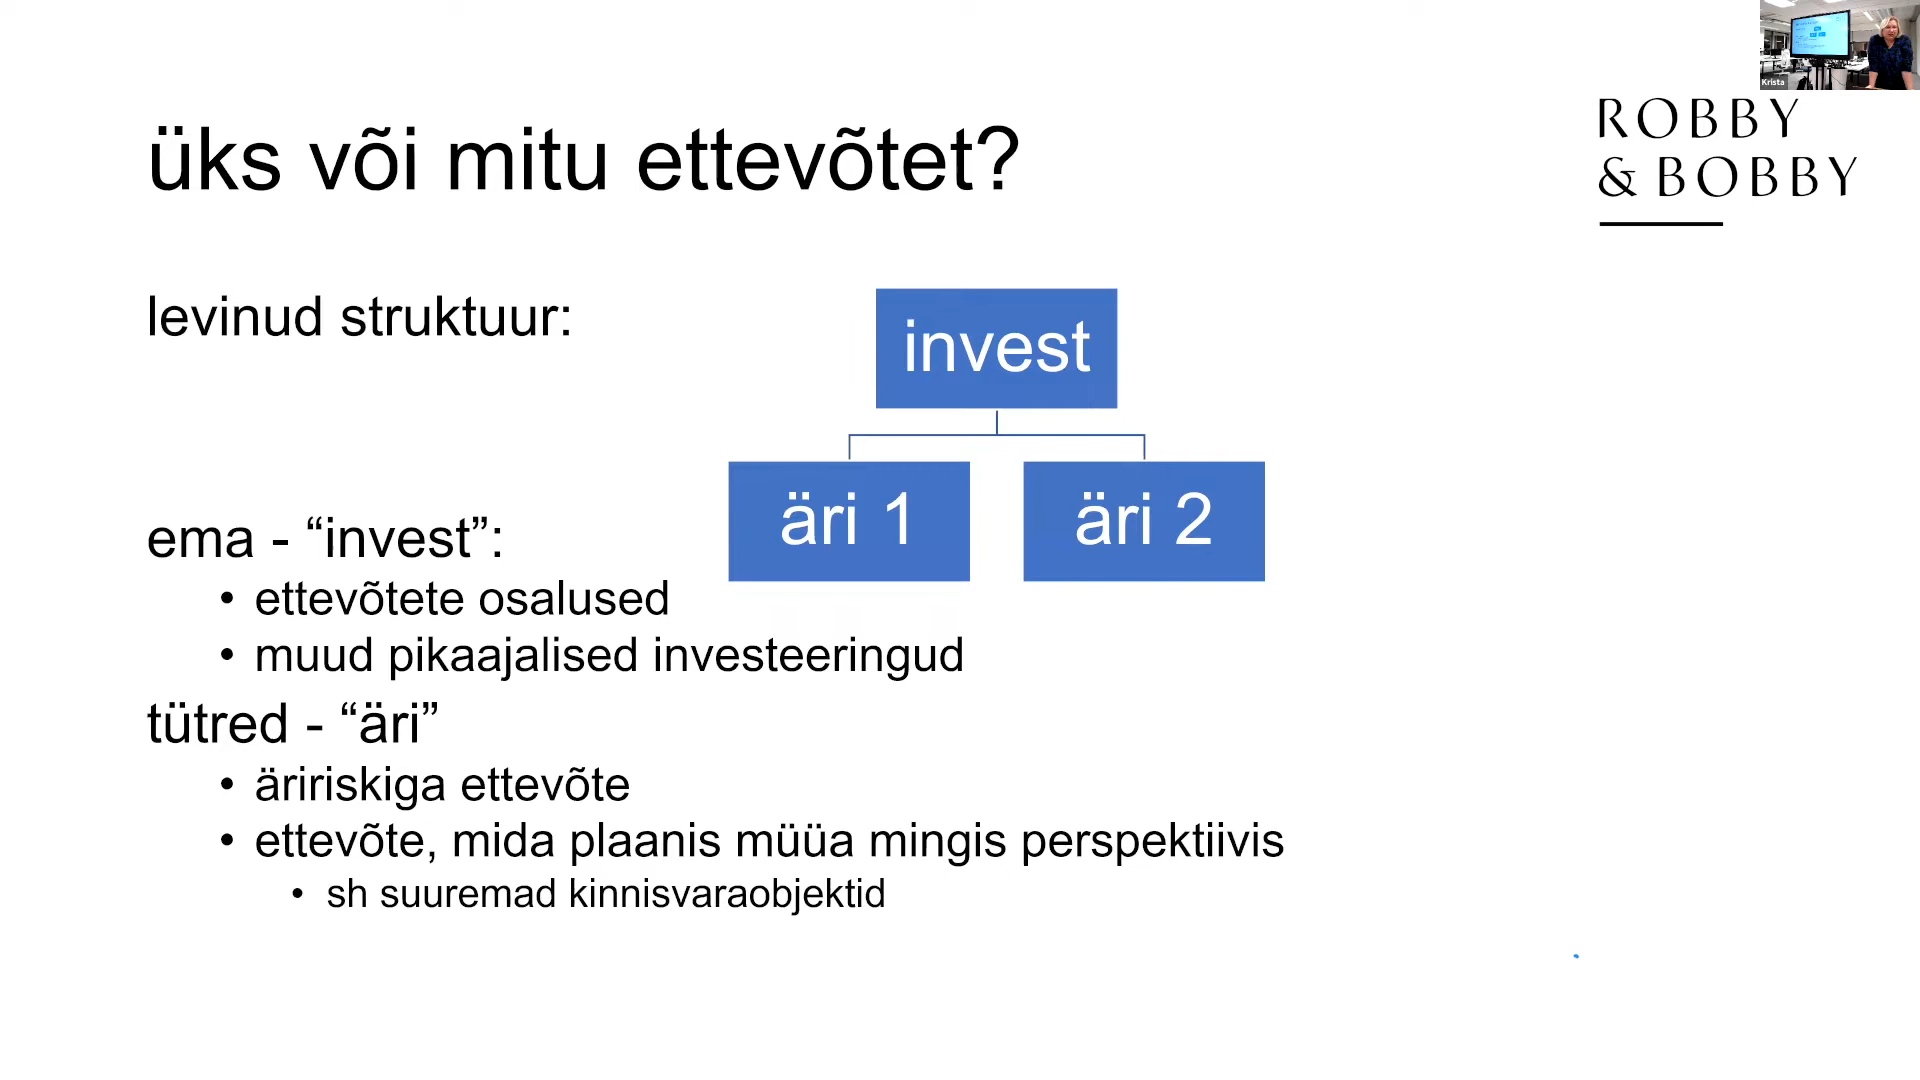 Krista
ROBBY
& BOBBY
üks või mitu ettevõtet?
levinud struktuur:
invest
äri 1
äri 2
ema - “invest”:
• ettevõtete osalused
• muud pikaajalised investeeringud
tütred - “äri”
• äririskiga ettevõte
• ettevõte, mida plaanis müüa mingis perspektiivis
• sh suuremad kinnisvaraobjektid